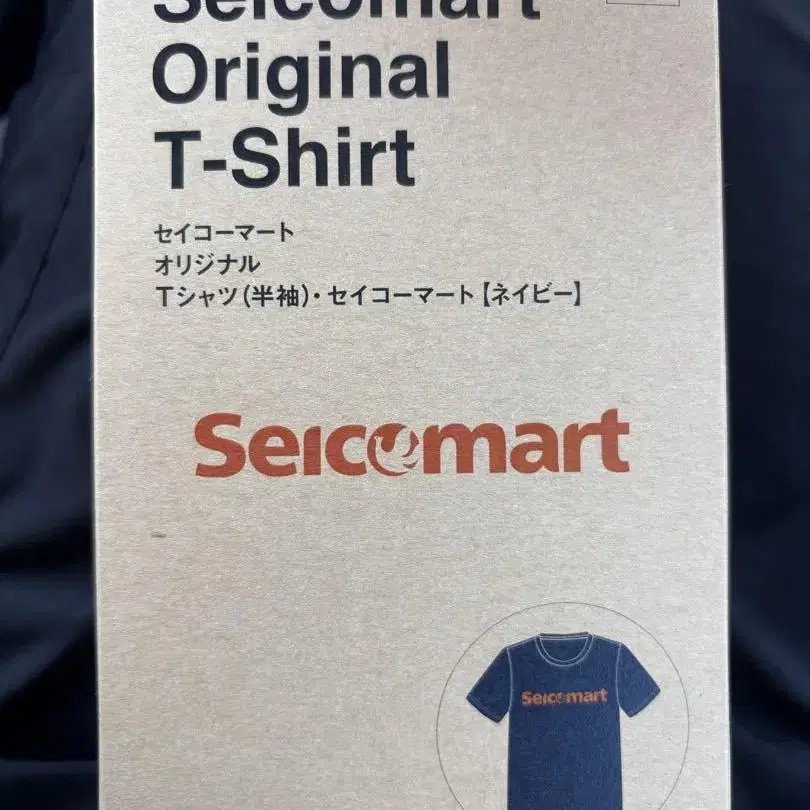 Seicomart
Original
T-Shirt
セイコーマート
オリジナル
Tシャツ(半袖)・セイコーマート【ネイビー】
Seicomart
Seicomart